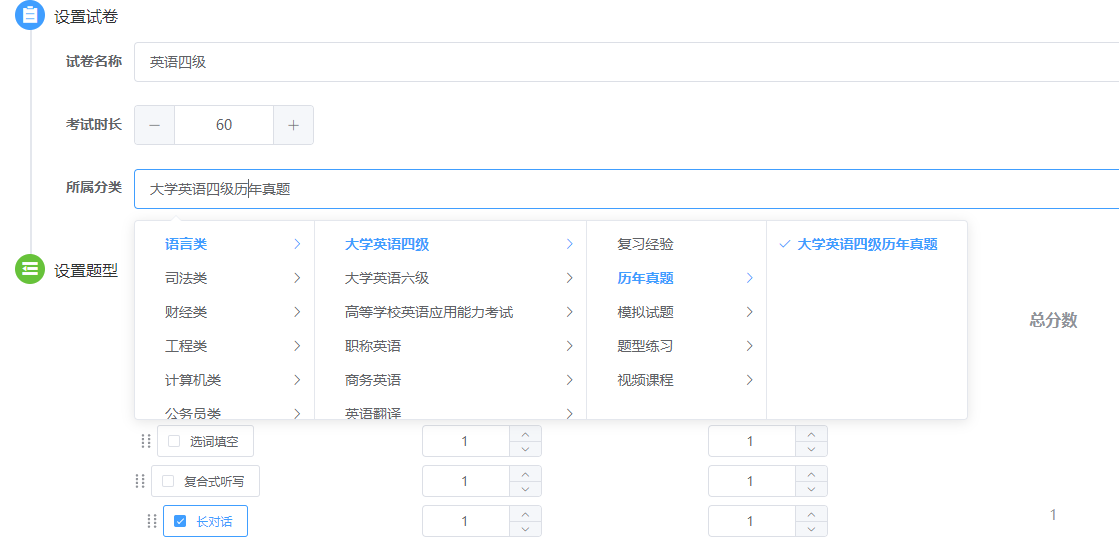 设置试卷
试卷名称 英语四级
考试时长 60
所属分类 大学英语四级历年真题
语言类 大学英语四级 复习经验 大学英语四级历年真题
司法类 大学英语六级 历年真题
设置题型
财经类 高等学校英语应用能力考试 模拟试题 总分数
工程类 职称英语 题型练习
计算机类 商务英语 视频课程
公务员类 英语翻译
选词填空 1 1
复合式听写 1 1
长对话 1 1 1